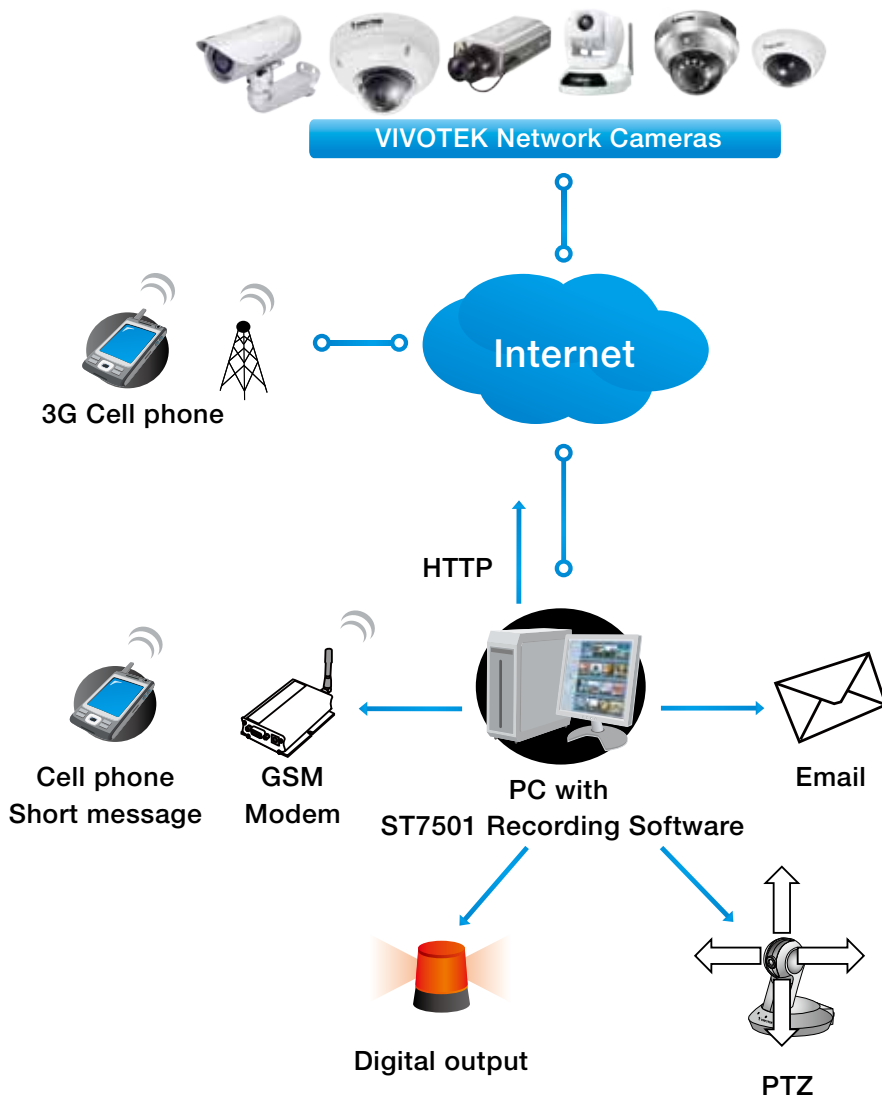 VIVOTEK Network Cameras
Internet
3G Cell phone
HTTP
Cell phone
Short message
GSM
Modem
PC with
ST7501 Recording Software
Email
Digital output
PTZ